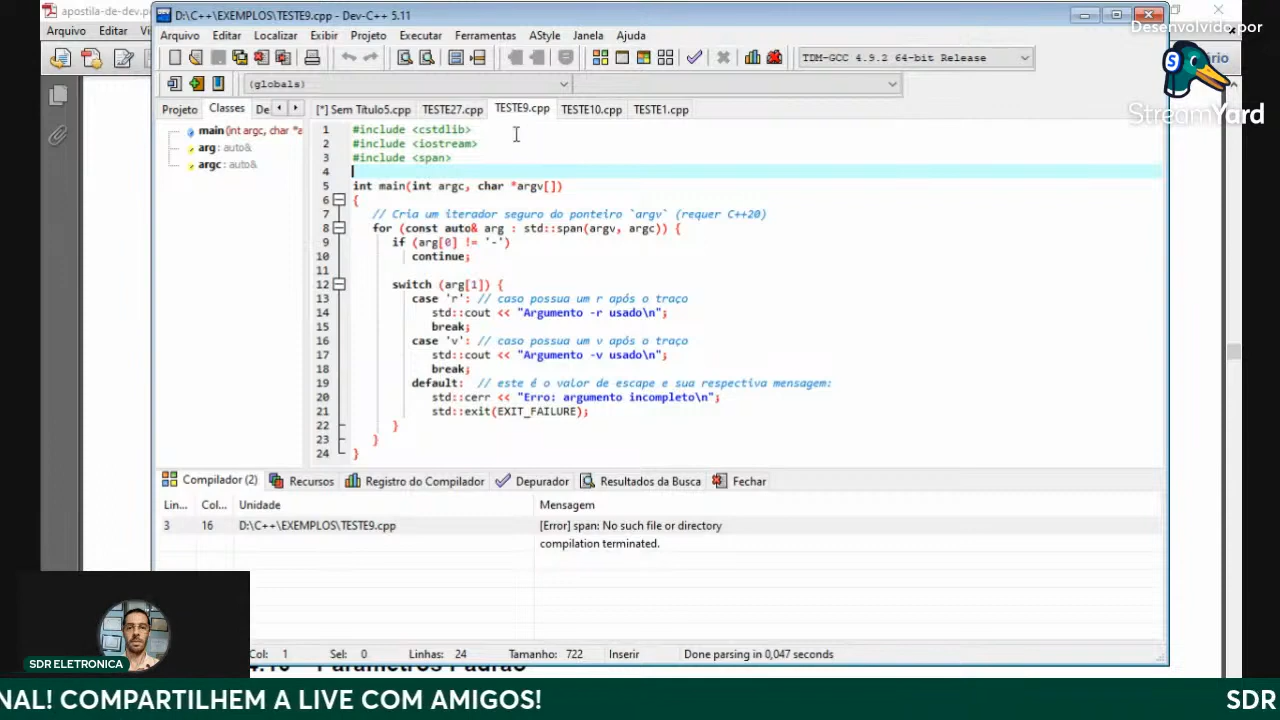 apostila-de-dev.p
D:\C++\EXEMPLOS\TESTE9.cpp - Dev-C++ 5.11
Desenvolvido por
StreamYard
Arquivo Editar
Arquivo Editar Localizar Exibir Projeto Executar Ferramentas AStyle Janela Ajuda
TDM-GCC 4.9.2 64-bit Release
(globals)
Projeto Classes De
[*] Sem Título5.cpp TESTE27.cpp TESTE9.cpp TESTE10.cpp TESTE1.cpp
main (int argc, char *a
arg : auto&
argc : auto&
1 #include <cstdlib>
2 #include <iostream>
3 #include <span>
4
5 int main(int argc, char *argv[])
6 {
7 // Cria um iterador seguro do ponteiro `argv` (requer C++20)
8 for (const auto& arg : std::span(argv, argc)) {
9 if (arg[0] != '-')
10 continue;
11
12 switch (arg[1]) {
13 case 'r': // caso possua um r após o traço
14 std::cout << "Argumento -r usado\n";
15 break;
16 case 'v': // caso possua um v após o traço
17 std::cout << "Argumento -v usado\n";
18 break;
19 default: // este é o valor de escape e sua respectiva mensagem:
20 std::cerr << "Erro: argumento incompleto\n";
21 std::exit(EXIT_FAILURE);
22 }
23 }
24 }
Compilador (2) Recursos Registro do Compilador Depurador Resultados da Busca Fechar
Lin... Col... Unidade Mensagem
3 16 D:\C++\EXEMPLOS\TESTE9.cpp [Error] span: No such file or directory
compilation terminated.
Col: 1 Sel: 0 Linhas: 24 Tamanho: 722 Inserir Done parsing in 0,047 seconds
SDR ELETRONICA
NAL! COMPARTILHEM A LIVE COM AMIGOS! SDR